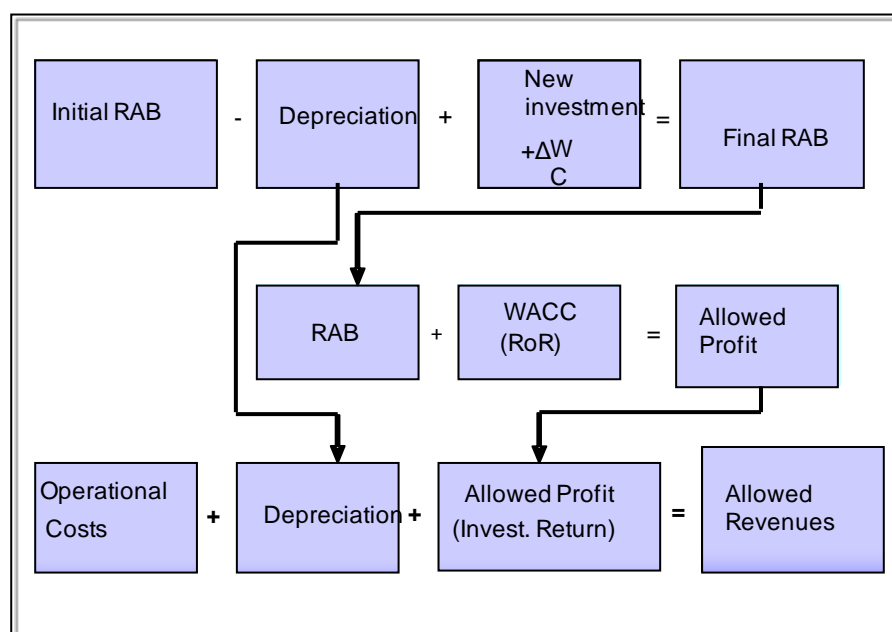 Initial RAB
-
Depreciation
+
New
investment
+ΔW
C
=
Final RAB
RAB
+
WACC
(RoR)
=
Allowed
Profit
Operational
Costs
+
Depreciation
+
Allowed Profit
(Invest. Return)
=
Allowed
Revenues